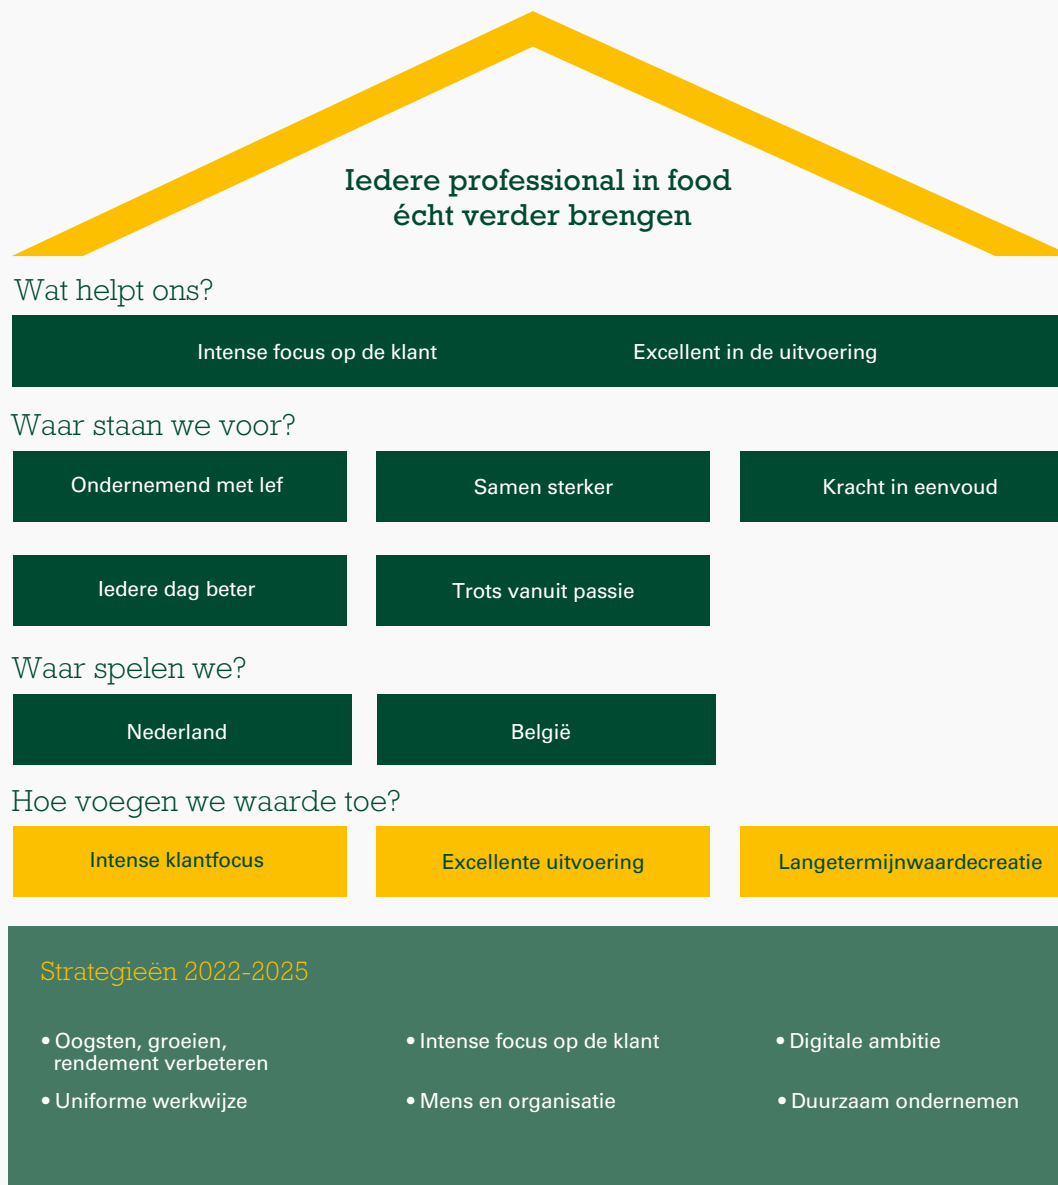 Iedere professional in food
écht verder brengen
Wat helpt ons?
Intense focus op de klant
Excellent in de uitvoering
Waar staan we voor?
Ondernemend met lef
Samen sterker
Kracht in eenvoud
Iedere dag beter
Trots vanuit passie
Waar spelen we?
Nederland
België
Hoe voegen we waarde toe?
Intense klantfocus
Excellente uitvoering
Langetermijnwaardecreatie
Strategieën 2022-2025
• Oogsten, groeien,
rendement verbeteren
• Intense focus op de klant
• Digitale ambitie
• Uniforme werkwijze
• Mens en organisatie
• Duurzaam ondernemen